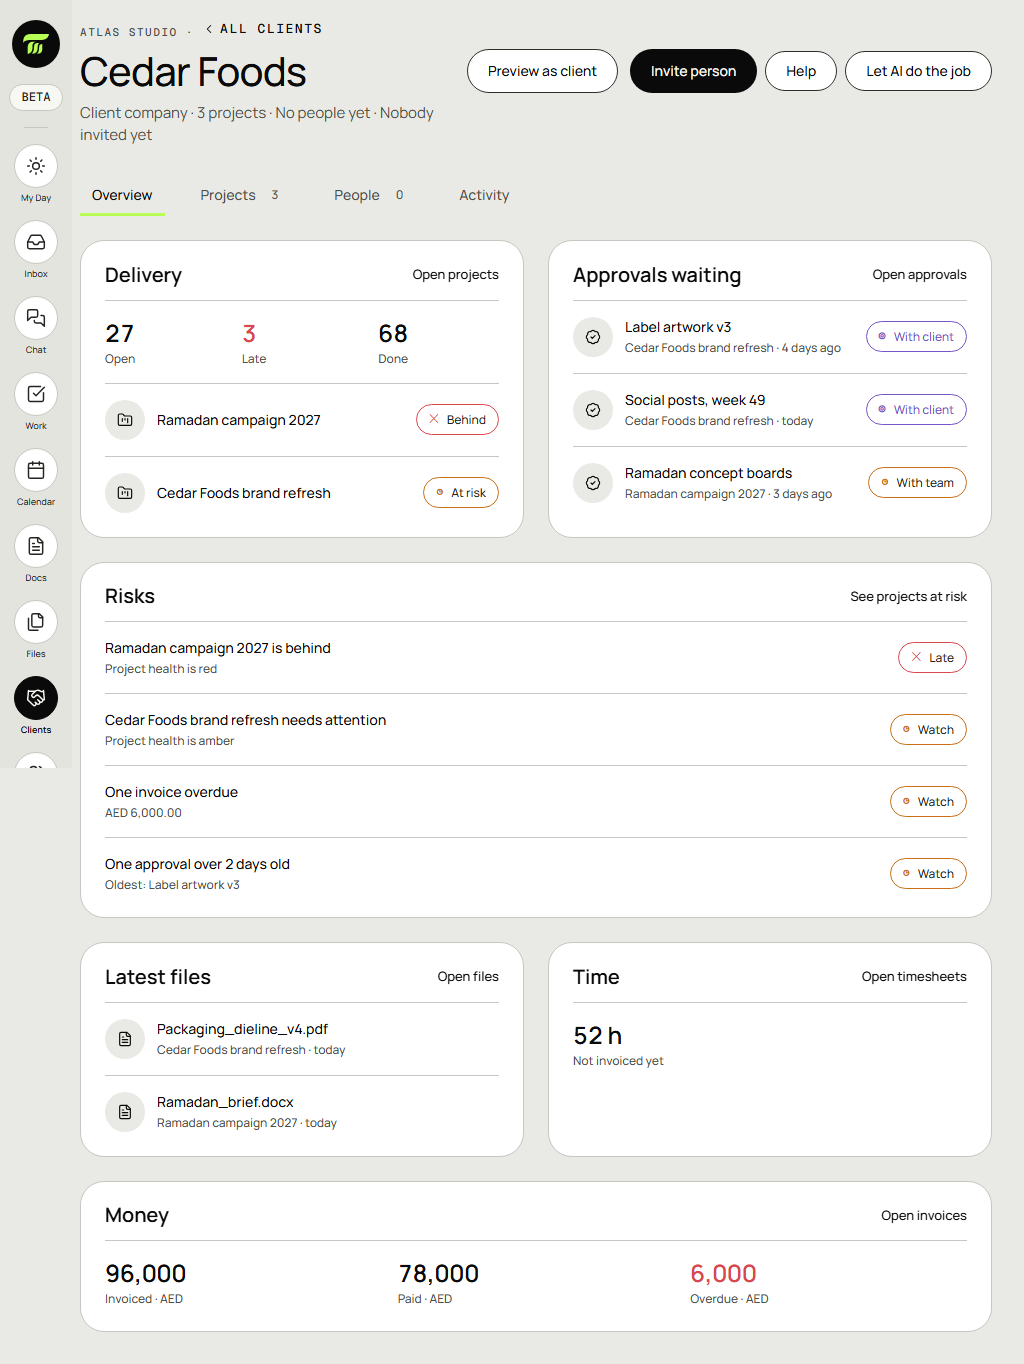 ATLAS STUDIO · ALL CLIENTS
Cedar Foods
Client company · 3 projects · No people yet · Nobody
invited yet
Preview as client
Invite person
Help
Let AI do the job
BETA
My Day
Inbox
Chat
Work
Calendar
Docs
Files
Clients
Overview
Projects 3
People 0
Activity
Delivery
Open projects
27
Open
3
Late
68
Done
Ramadan campaign 2027
Behind
Cedar Foods brand refresh
At risk
Approvals waiting
Open approvals
Label artwork v3
Cedar Foods brand refresh · 4 days ago
With client
Social posts, week 49
Cedar Foods brand refresh · today
With client
Ramadan concept boards
Ramadan campaign 2027 · 3 days ago
With team
Risks
See projects at risk
Ramadan campaign 2027 is behind
Project health is red
Late
Cedar Foods brand refresh needs attention
Project health is amber
Watch
One invoice overdue
AED 6,000.00
Watch
One approval over 2 days old
Oldest: Label artwork v3
Watch
Latest files
Open files
Packaging_dieline_v4.pdf
Cedar Foods brand refresh · today
Ramadan_brief.docx
Ramadan campaign 2027 · today
Time
Open timesheets
52 h
Not invoiced yet
Money
Open invoices
96,000
Invoiced · AED
78,000
Paid · AED
6,000
Overdue · AED